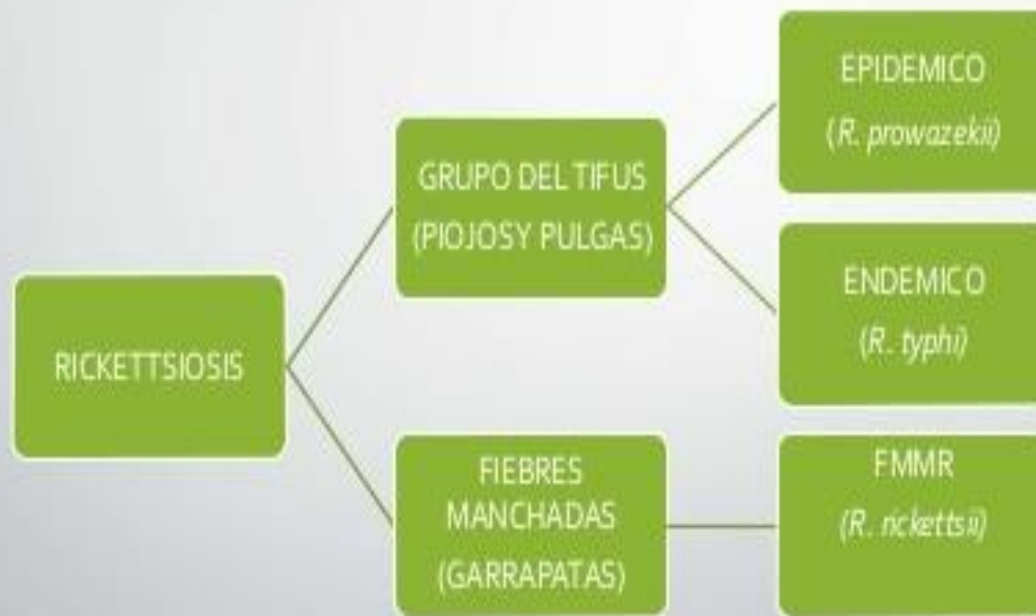 RICKETTSIOSIS
GRUPO DEL TIFUS
(PIOJOSY PULGAS)
EPIDEMICO
(R. prowazekii)
ENDEMICO
(R. typhi)
FIEBRES
MANCHADAS
(GARRAPATAS)
FMMR
(R. rickettsii)